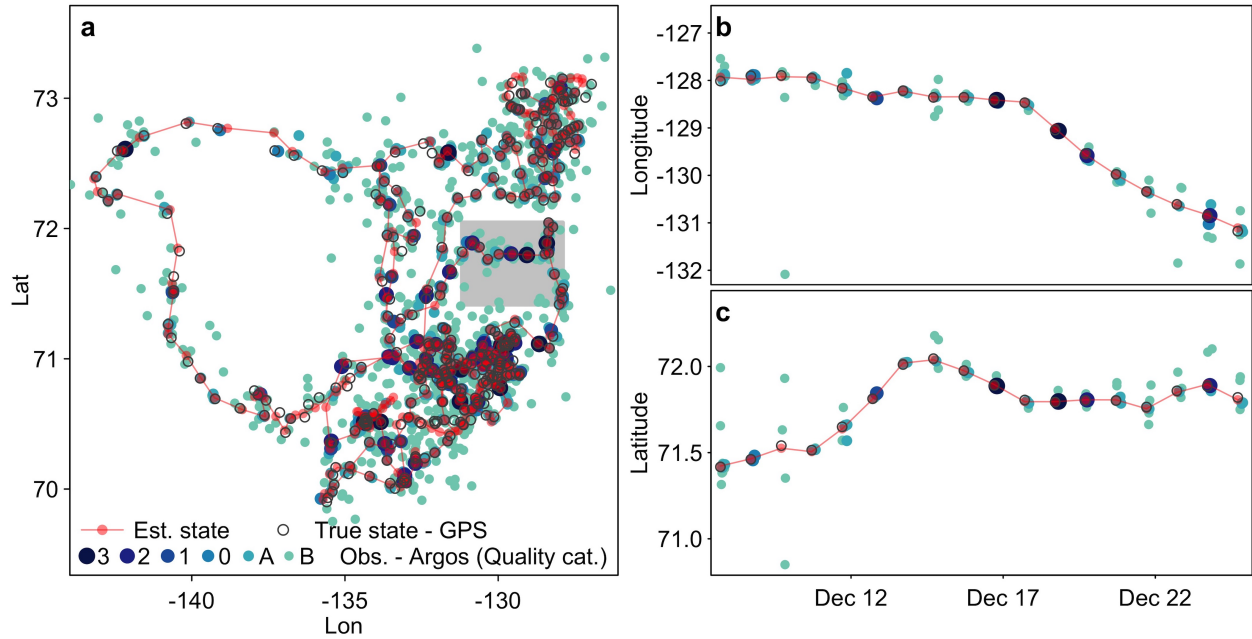 a
73
72
71
70
Lat
Est. state
True state - GPS
3 2 1 0 A B Obs. - Argos (Quality cat.)
-140 -135 -130
Lon
b
-127
-128
-129
-130
-131
-132
Longitude
c
72.0
71.5
71.0
Latitude
Dec 12 Dec 17 Dec 22